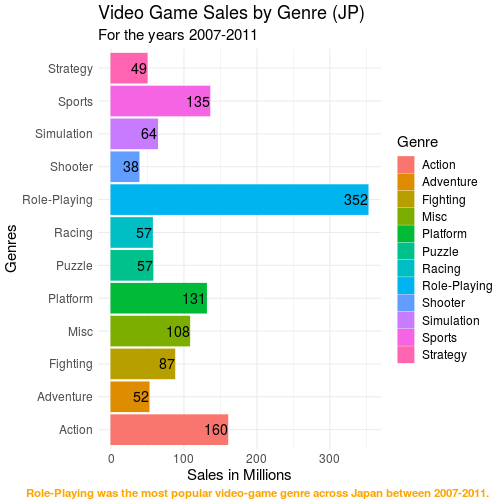 Video Game Sales by Genre (JP)
For the years 2007-2011
Genres
Strategy 49
Sports 135
Simulation 64
Shooter 38
Role-Playing 352
Racing 57
Puzzle 57
Platform 131
Misc 108
Fighting 87
Adventure 52
Action 160
0 100 200 300
Sales in Millions
Genre
Action
Adventure
Fighting
Misc
Platform
Puzzle
Racing
Role-Playing
Shooter
Simulation
Sports
Strategy
Role-Playing was the most popular video-game genre across Japan between 2007-2011.